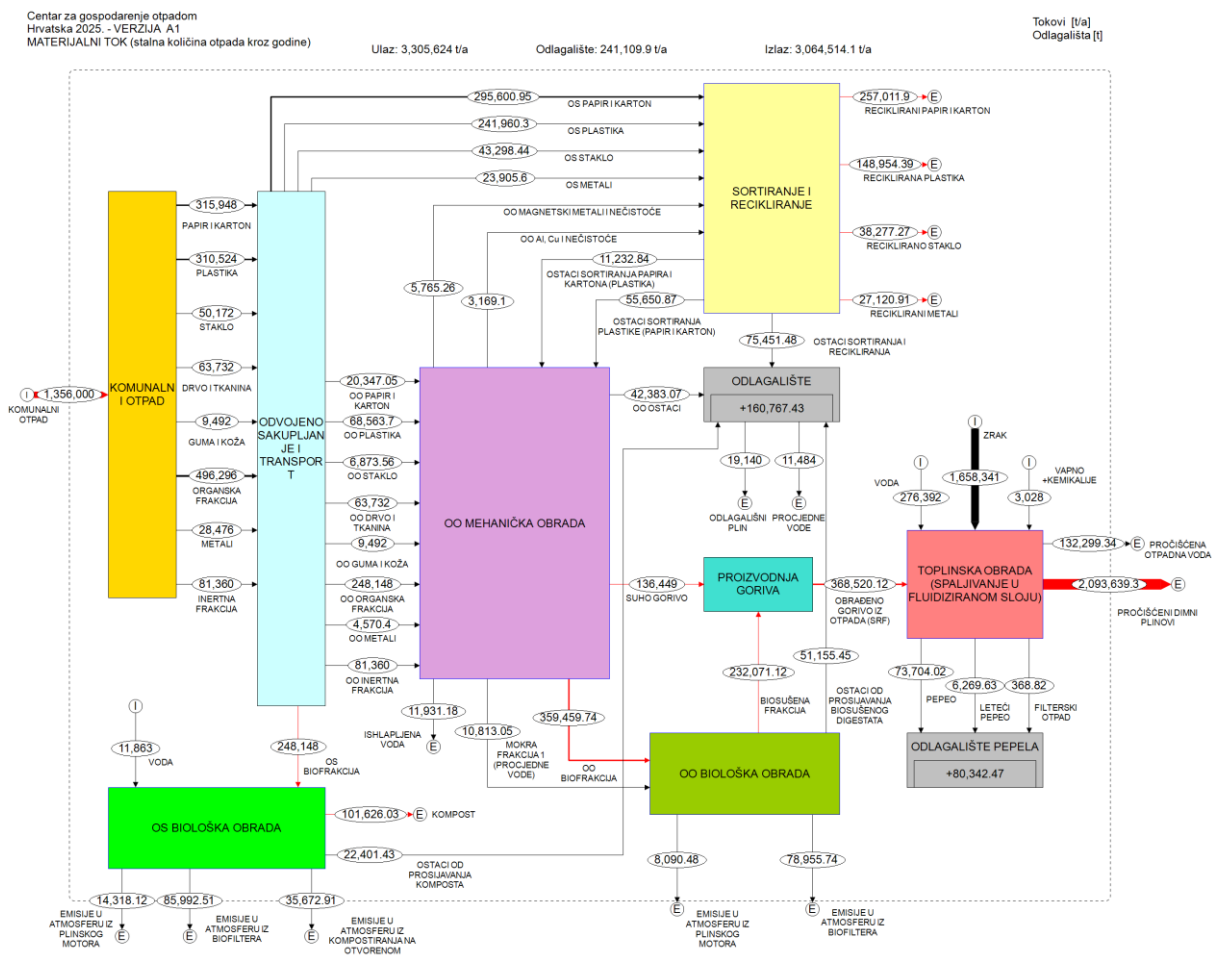 Centar za gospodarenje otpadom
Hrvatska 2025. - VERZIJA A1
MATERIJALNI TOK (stalna količina otpada kroz godine)
Ulaz: 3,305,624 t/a
Odlagalište: 241,109.9 t/a
Izlaz: 3,064,514.1 t/a
Tokovi [t/a]
Odlagališta [t]
295,600.95
OS PAPIR I KARTON
241,960.3
OS PLASTIKA
43,298.44
OS STAKLO
23,905.6
OS METALI
SORTIRANJE I
RECIKLIRANJE
257,011.9
E
RECIKLIRANI PAPIR I KARTON
148,954.39
E
RECIKLIRANA PLASTIKA
38,277.27
E
RECIKLIRANO STAKLO
27,120.91
E
RECIKLIRANI METALI
OO MAGNETSKI METALI I NEČISTOĆE
5,765.26
OO Al, Cu I NEČISTOĆE
3,169.1
11,232.84
OSTACI SORTIRANJA PAPIRA I
KARTONA (PLASTIKA)
55,650.87
OSTACI SORTIRANJA
PLASTIKE (PAPIR I KARTON)
75,451.48
OSTACI SORTIRANJA I
RECIKLIRANJA
I
1,356,000
KOMUNALNI
OTPAD
KOMUNALN
I OTPAD
315,948
PAPIR I KARTON
310,524
PLASTIKA
50,172
STAKLO
63,732
DRVO I TKANINA
9,492
GUMA I KOŽA
496,296
ORGANSKA
FRAKCIJA
28,476
METALI
81,360
INERTNA
FRAKCIJA
ODVOJENO
SAKUPLJAN
JE I
TRANSPOR
T
20,347.05
OO PAPIR I
KARTON
68,563.7
OO PLASTIKA
6,873.56
OO STAKLO
63,732
OO DRVO I
TKANINA
9,492
OO GUMA I KOŽA
248,148
OO ORGANSKA
FRAKCIJA
4,570.4
OO METALI
81,360
OO INERTNA
FRAKCIJA
OO MEHANIČKA OBRADA
42,383.07
OO OSTACI
ODLAGALIŠTE
+160,767.43
19,140
E
ODLAGALIŠNI
PLIN
11,484
E
PROCJEDNE
VODE
136,449
SUHO GORIVO
PROIZVODNJA
GORIVA
368,520.12
OBRAĐENO
GORIVO IZ
OTPADA (SRF)
I
ZRAK
1,658,341
I
VODA
276,392
I
VAPNO
+KEMIKALIJE
3,028
TOPLINSKA OBRADA
(SPALJIVANJE U
FLUIDIZIRANOM SLOJU)
132,299.34
E
PROČIŠĆENA
OTPADNA VODA
2,093,639.3
E
PROČIŠĆENI DIMNI
PLINOVI
73,704.02
PEPEO
6,269.63
LETEĆI
PEPEO
368.82
FILTERSKI
OTPAD
ODLAGALIŠTE PEPELA
+80,342.47
232,071.12
BIOSUŠENA
FRAKCIJA
51,155.45
OSTACI OD
PROSIJAVANJA
BIOSUŠENOG
DIGESTATA
11,931.18
ISHLAPLJENA
VODA
E
10,813.05
MOKRA
FRAKCIJA 1
(PROCJEDNE
VODE)
359,459.74
OO
BIOFRAKCIJA
OO BIOLOŠKA OBRADA
8,090.48
E
EMISIJE U
ATMOSFERU IZ
PLINSKOG
MOTORA
78,955.74
E
EMISIJE U
ATMOSFERU IZ
BIOFILTERA
I
11,863
VODA
248,148
OS
BIOFRAKCIJA
OS BIOLOŠKA OBRADA
101,626.03
E
KOMPOST
22,401.43
OSTACI OD
PROSIJAVANJA
KOMPOSTA
14,318.12
EMISIJE U
ATMOSFERU IZ
PLINSKOG
MOTORA
E
85,992.51
EMISIJE U
ATMOSFERU IZ
BIOFILTERA
E
35,672.91
EMISIJE U
ATMOSFERU IZ
KOMPOSTIRANJA NA
OTVORENOM
E